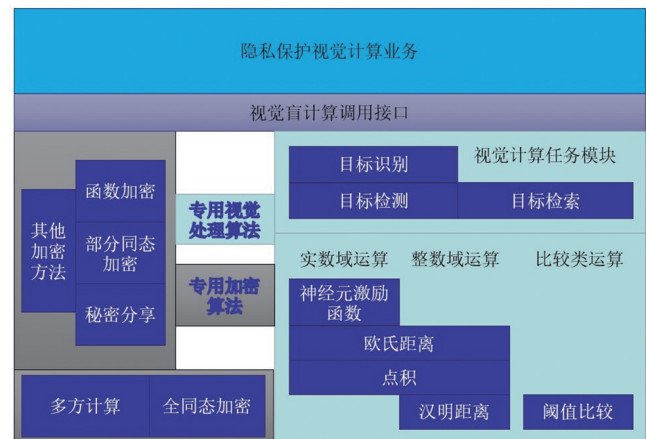 隐私保护视觉计算业务
视觉盲计算调用接口
其他
加密
方法
函数加密
部分同态
加密
秘密分享
多方计算
全同态加密
专用视觉
处理算法
专用加密
算法
目标识别
视觉计算任务模块
目标检测
目标检索
实数域运算
整数域运算
比较类运算
神经元激励
函数
欧氏距离
点积
汉明距离
阈值比较